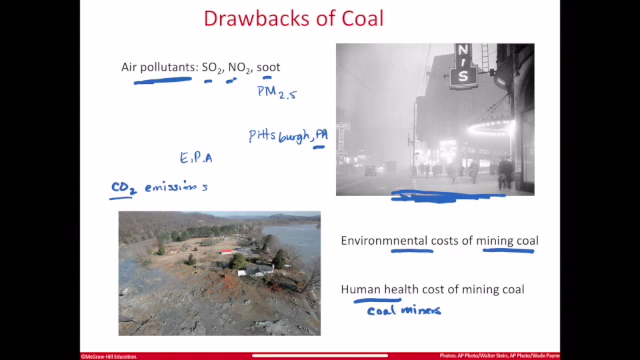 Drawbacks of Coal
Air pollutants: SO2, NO2, soot
PM2.5
Pittsburgh, PA
E.P.A
CO2 emissions
N
I
S
Environmnental costs of mining coal
Human health cost of mining coal
coal miners
©McGraw-Hill Education.
Photos: AP Photo/Walter Stein, AP Photo/Wade Payne